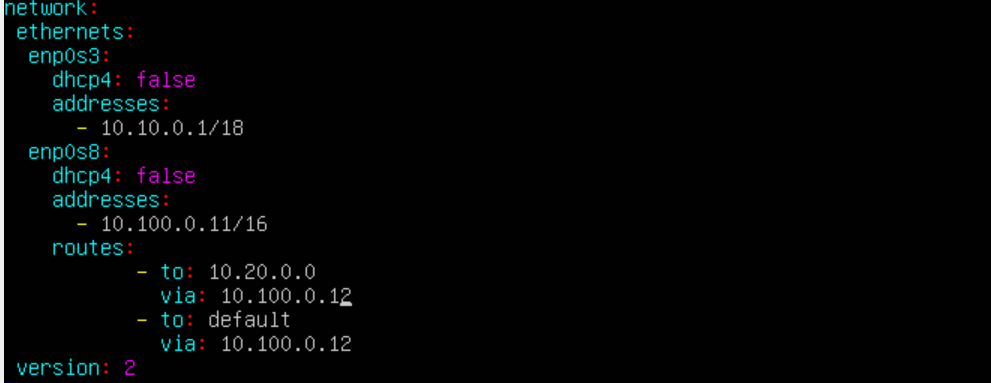 network:
 ethernets:
  enp0s3:
    dhcp4: false
    addresses:
      - 10.10.0.1/18
  enp0s8:
    dhcp4: false
    addresses:
      - 10.100.0.11/16
    routes:
           - to: 10.20.0.0
             via: 10.100.0.12
           - to: default
             via: 10.100.0.12
 version: 2